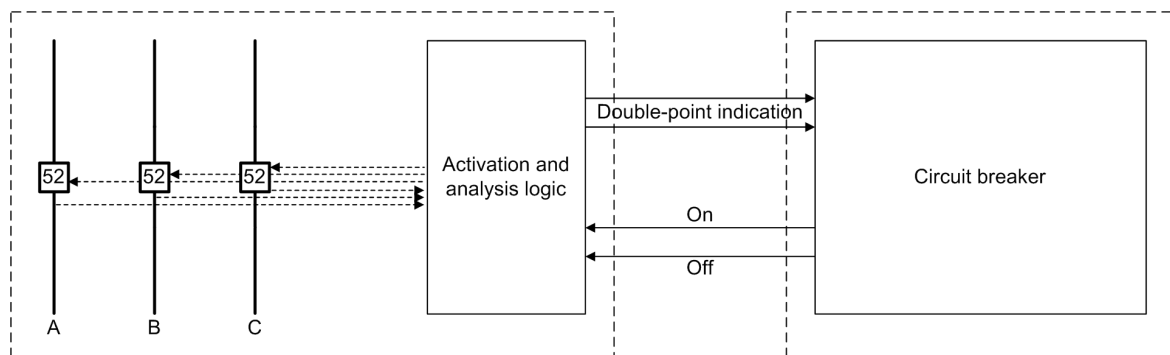 Double-point indication
52 52 52
Activation and
analysis logic
Circuit breaker
On
Off
A B C